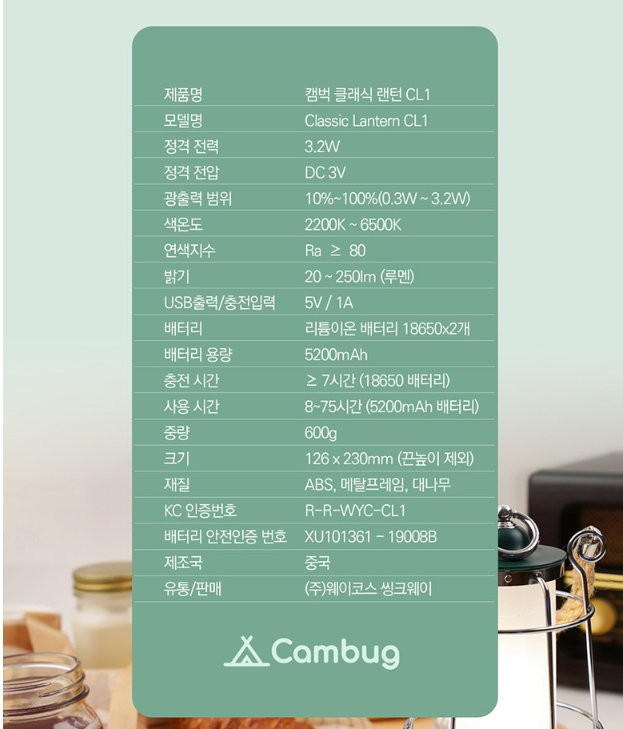 제품명 캠벅 클래식 랜턴 CL1
모델명 Classic Lantern CL1
정격 전력 3.2W
정격 전압 DC 3V
광출력 범위 10%~100%(0.3W ~ 3.2W)
색온도 2200K ~ 6500K
연색지수 Ra ≥ 80
밝기 20 ~ 250lm (루멘)
USB출력/충전입력 5V / 1A
배터리 리튬이온 배터리 18650x2개
배터리 용량 5200mAh
충전 시간 ≥ 7시간 (18650 배터리)
사용 시간 8~75시간 (5200mAh 배터리)
중량 600g
크기 126 x 230mm (끈높이 제외)
재질 ABS, 메탈프레임, 대나무
KC 인증번호 R-R-WYC-CL1
배터리 안전인증 번호 XU101361 - 19008B
제조국 중국
유통/판매 (주)웨이코스 씽크웨이
Cambug